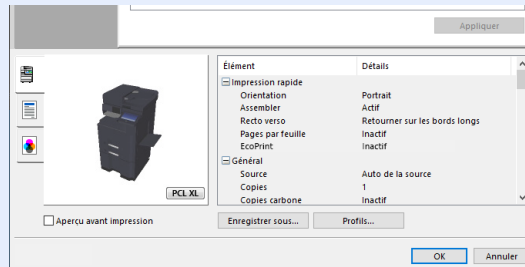 Appliquer
Élément Détails
Impression rapide
Orientation Portrait
Assembler Actif
Recto verso Retourner sur les bords longs
Pages par feuille Inactif
EcoPrint Inactif
Général
Source Auto de la source
Copies 1
Copies carbone Inactif
PCL XL
Aperçu avant impression Enregistrer sous... Profils...
OK Annuler